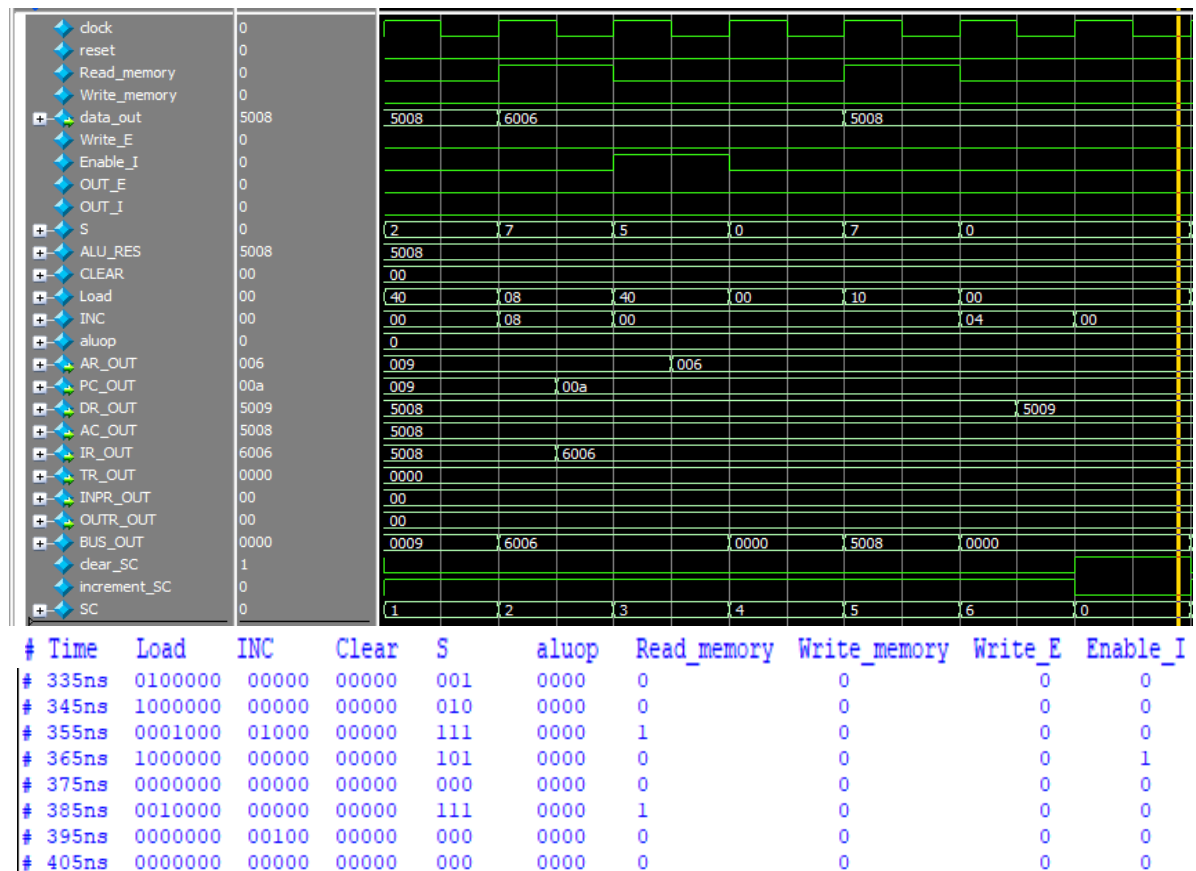 clock 0
reset 0
Read_memory 0
Write_memory 0
data_out 5008 5008 6006 5008
Write_E 0
Enable_I 0
OUT_E 0
OUT_I 0
S 0 2 7 5 0 7 0
ALU_RES 5008 5008
CLEAR 00 00
Load 00 40 08 40 00 10 00
INC 00 00 08 00 04 00
aluop 0 0
AR_OUT 006 009 006
PC_OUT 00a 009 00a
DR_OUT 5009 5008 5009
AC_OUT 5008 5008
IR_OUT 6006 5008 6006
TR_OUT 0000 0000
INPR_OUT 00 00
OUTR_OUT 00 00
BUS_OUT 0000 0009 6006 0000 5008 0000
clear_SC 1
increment_SC 0
SC 0 1 2 3 4 5 6 0
# Time Load INC Clear S aluop Read_memory Write_memory Write_E Enable_I
# 335ns 0100000 00000 00000 001 0000 0 0 0 0
# 345ns 1000000 00000 00000 010 0000 0 0 0 0
# 355ns 0001000 01000 00000 111 0000 1 0 0 0
# 365ns 1000000 00000 00000 101 0000 0 0 0 1
# 375ns 0000000 00000 00000 000 0000 0 0 0 0
# 385ns 0010000 00000 00000 111 0000 1 0 0 0
# 395ns 0000000 00100 00000 000 0000 0 0 0 0
# 405ns 0000000 00000 00000 000 0000 0 0 0 0